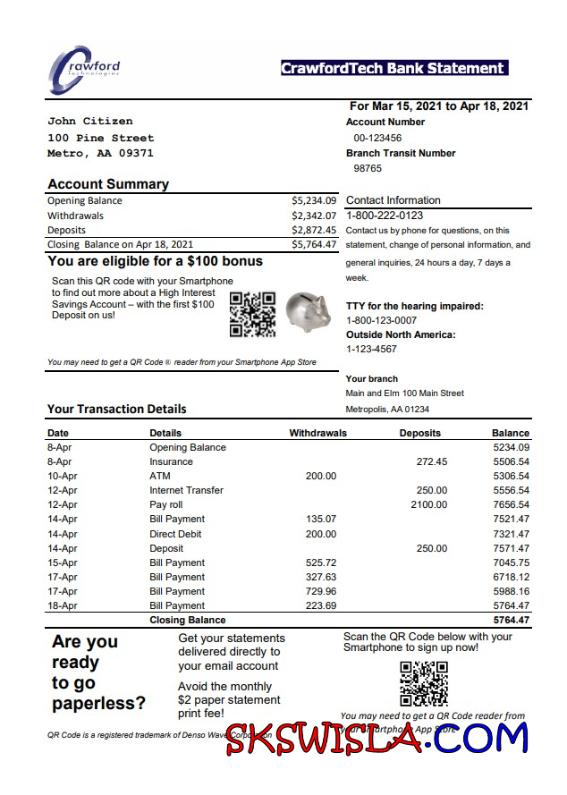 Crawford
Technologies
CrawfordTech Bank Statement
For Mar 15, 2021 to Apr 18, 2021
John Citizen
100 Pine Street
Metro, AA 09371
Account Number
00-123456
Branch Transit Number
98765
Account Summary
Opening Balance $5,234.09
Withdrawals $2,342.07
Deposits $2,872.45
Closing Balance on Apr 18, 2021 $5,764.47
Contact Information
1-800-222-0123
Contact us by phone for questions, on this
statement, change of personal information, and
general inquiries, 24 hours a day, 7 days a
week.
TTY for the hearing impaired:
1-800-123-0007
Outside North America:
1-123-4567
You are eligible for a $100 bonus
Scan this QR code with your Smartphone
to find out more about a High Interest
Savings Account – with the first $100
Deposit on us!
You may need to get a QR Code ® reader from your Smartphone App Store
Your branch
Main and Elm 100 Main Street
Metropolis, AA 01234
Your Transaction Details
Date Details Withdrawals Deposits Balance
8-Apr Opening Balance 5234.09
8-Apr Insurance 272.45 5506.54
10-Apr ATM 200.00 5306.54
12-Apr Internet Transfer 250.00 5556.54
12-Apr Pay roll 2100.00 7656.54
14-Apr Bill Payment 135.07 7521.47
14-Apr Direct Debit 200.00 7321.47
14-Apr Deposit 250.00 7571.47
15-Apr Bill Payment 525.72 7045.75
17-Apr Bill Payment 327.63 6718.12
17-Apr Bill Payment 729.96 5988.16
18-Apr Bill Payment 223.69 5764.47
Closing Balance 5764.47
Are you
ready
to go
paperless?
Get your statements
delivered directly to
your email account
Avoid the monthly
$2 paper statement
print fee!
Scan the QR Code below with your
Smartphone to sign up now!
You may need to get a QR Code reader from
your Smartphone App Store
QR Code is a registered trademark of Denso Wave Corporation
SKSWISLA.COM